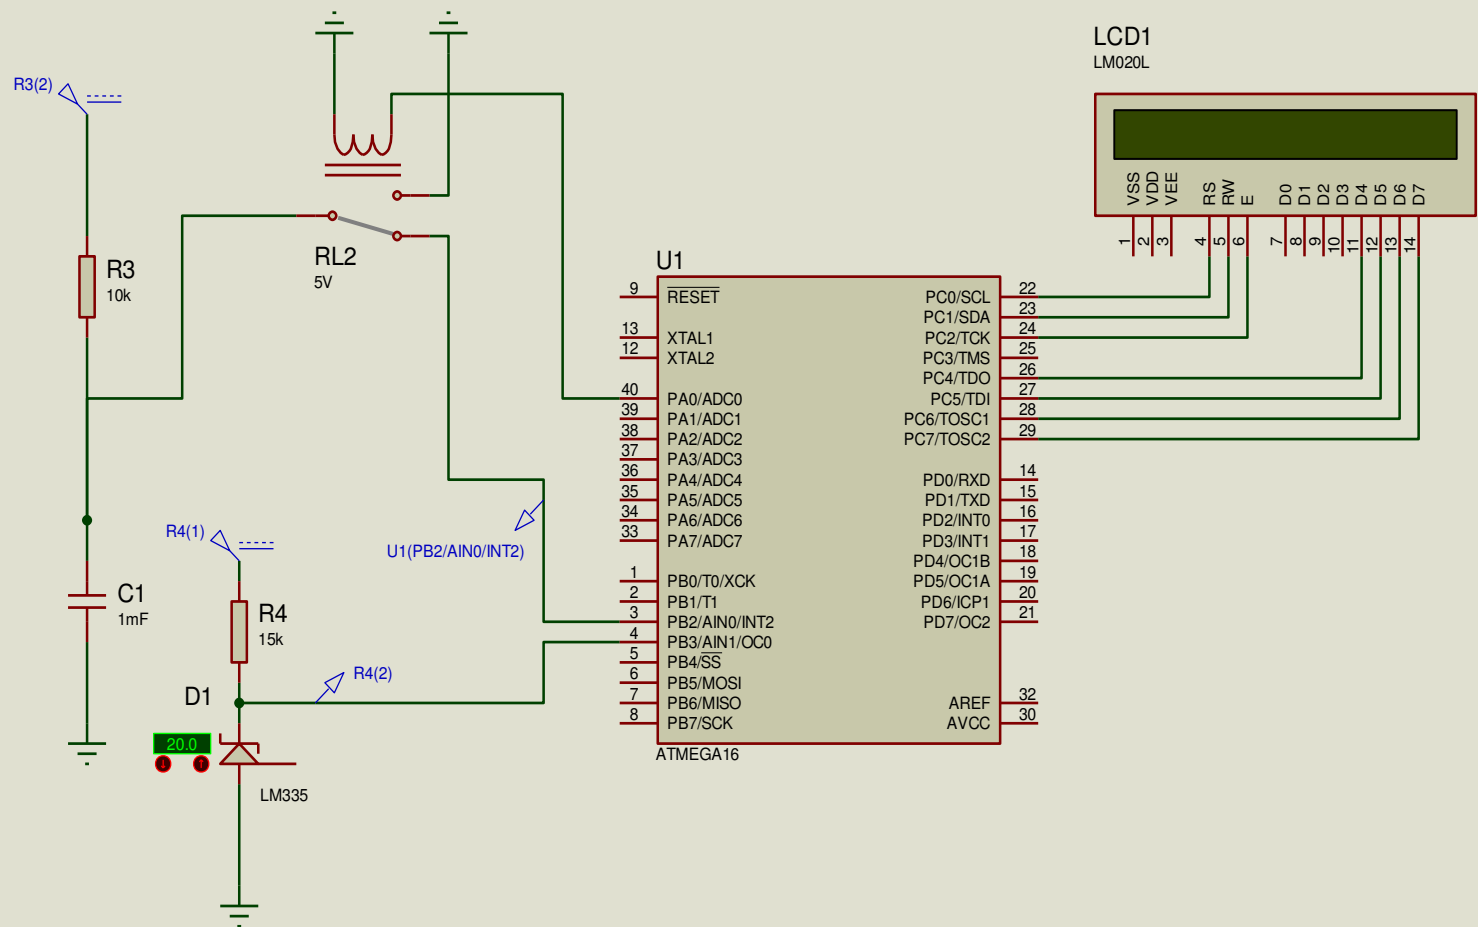 LCD1
LM020L
R3(2)
VSS
VDD
VEE
RS
RW
E
D0
D1
D2
D3
D4
D5
D6
D7
1
2
3
4
5
6
7
8
9
10
11
12
13
14
RL2
5V
R3
10k
U1
9 RESET PC0/SCL 22
PC1/SDA 23
13 XTAL1 PC2/TCK 24
12 XTAL2 PC3/TMS 25
PC4/TDO 26
40 PA0/ADC0 PC5/TDI 27
39 PA1/ADC1 PC6/TOSC1 28
38 PA2/ADC2 PC7/TOSC2 29
37 PA3/ADC3
36 PA4/ADC4 PD0/RXD 14
35 PA5/ADC5 PD1/TXD 15
34 PA6/ADC6 PD2/INT0 16
33 PA7/ADC7 PD3/INT1 17
PD4/OC1B 18
1 PB0/T0/XCK PD5/OC1A 19
2 PB1/T1 PD6/ICP1 20
3 PB2/AIN0/INT2 PD7/OC2 21
4 PB3/AIN1/OC0
5 PB4/SS
6 PB5/MOSI
7 PB6/MISO AREF 32
8 PB7/SCK AVCC 30
ATMEGA16
R4(1)
U1(PB2/AIN0/INT2)
C1
1mF
R4
15k
R4(2)
D1
20.0
LM335